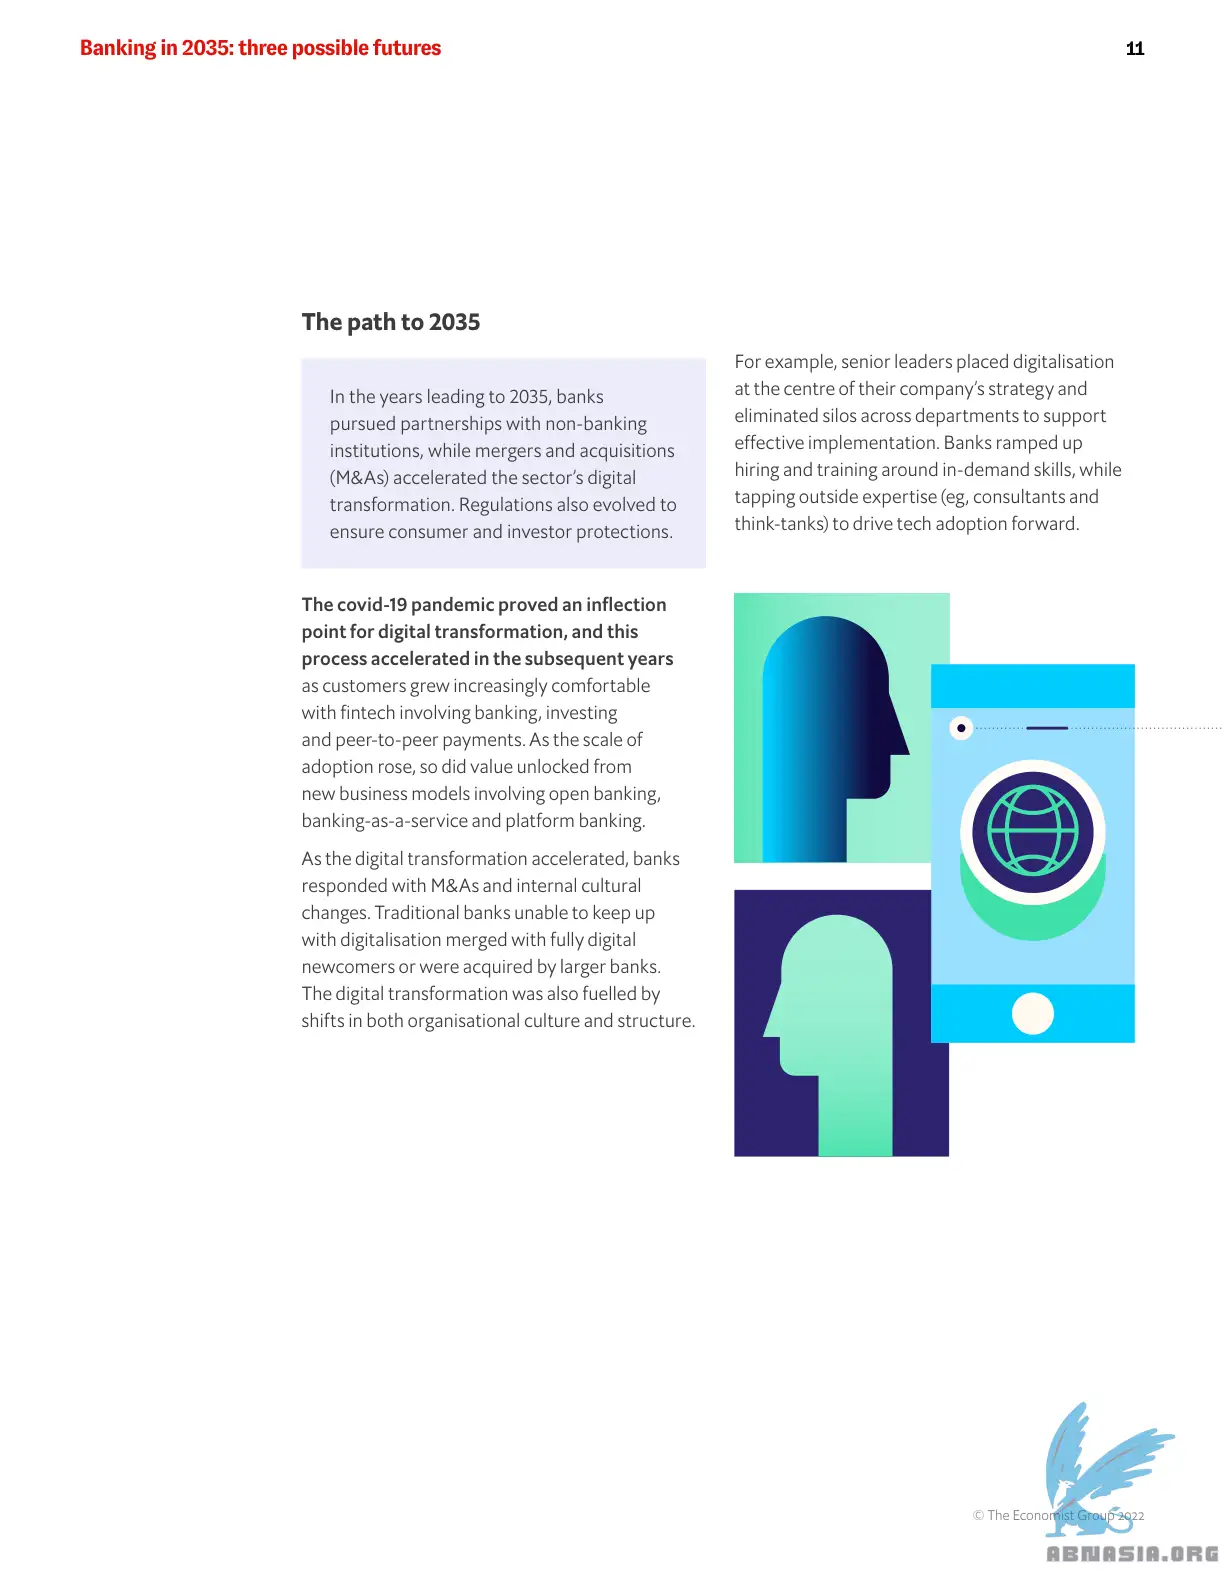 Banking in 2035: three possible futures
11
The path to 2035
In the years leading to 2035, banks
pursued partnerships with non-banking
institutions, while mergers and acquisitions
(M&As) accelerated the sector’s digital
transformation. Regulations also evolved to
ensure consumer and investor protections.
The covid-19 pandemic proved an inflection
point for digital transformation, and this
process accelerated in the subsequent years
as customers grew increasingly comfortable
with fintech involving banking, investing
and peer-to-peer payments. As the scale of
adoption rose, so did value unlocked from
new business models involving open banking,
banking-as-a-service and platform banking.
As the digital transformation accelerated, banks
responded with M&As and internal cultural
changes. Traditional banks unable to keep up
with digitalisation merged with fully digital
newcomers or were acquired by larger banks.
The digital transformation was also fuelled by
shifts in both organisational culture and structure.
For example, senior leaders placed digitalisation
at the centre of their company’s strategy and
eliminated silos across departments to support
effective implementation. Banks ramped up
hiring and training around in-demand skills, while
tapping outside expertise (eg, consultants and
think-tanks) to drive tech adoption forward.
© The Economist Group 2022
ABNASIA.ORG